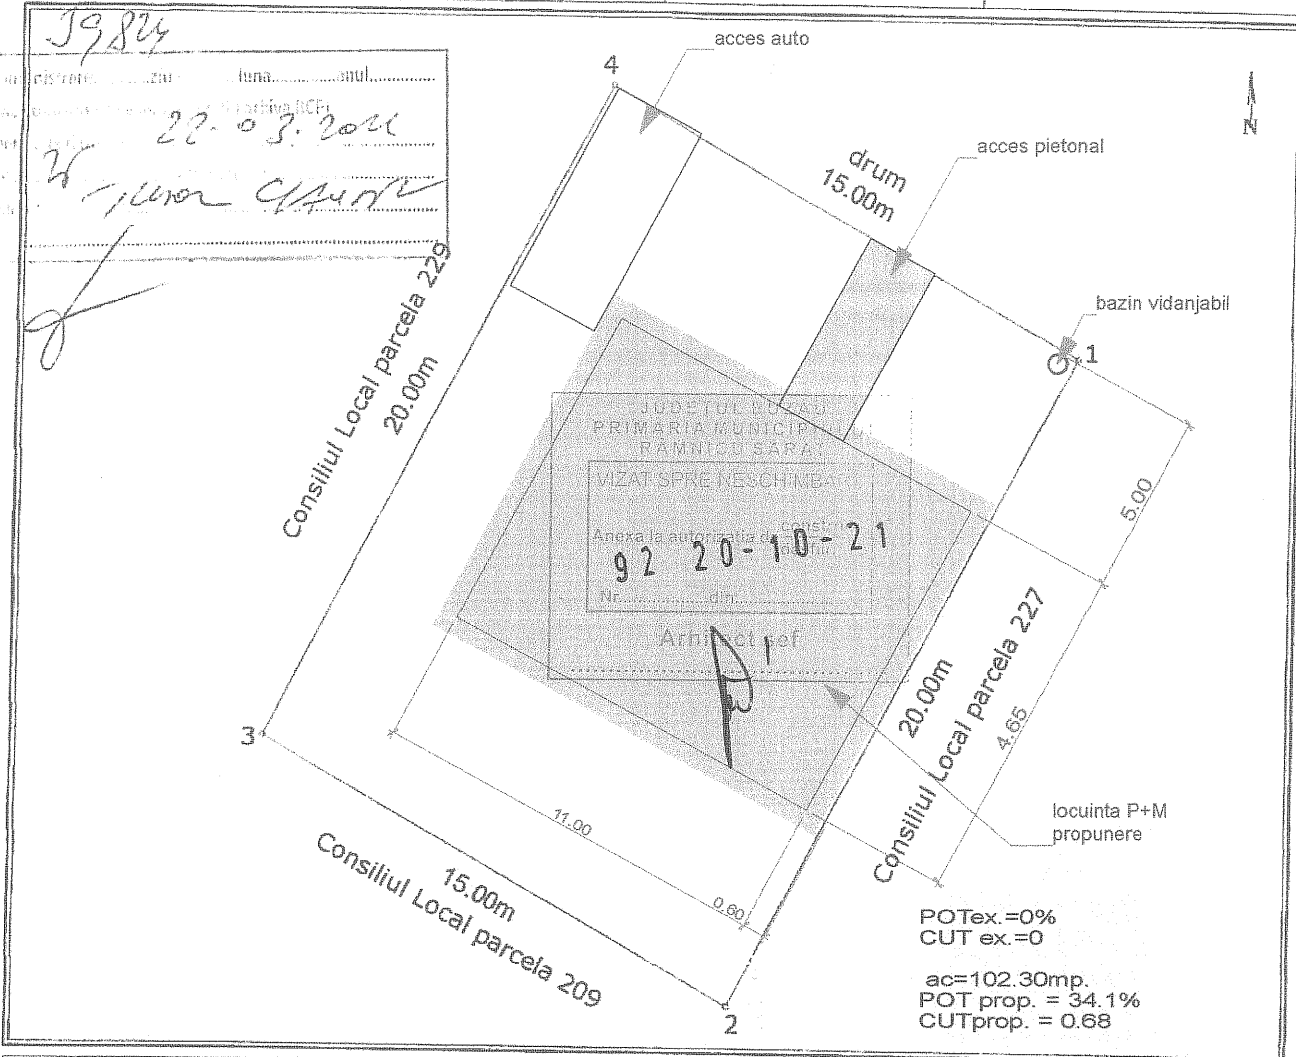 luna.............anul..............
22.03.
acces auto
4
N
acces pietonal
drum
15.00m
bazin vidanjabil
1
Consiliul Local parcela 229
20.00m
JUDETUL BUZAU
PRIMARIA MUNICIPIULUI
RAMNICU SARAT
VIZAT SPRE NESCHIMBARE
Anexa la autorizatia de
92 20-10-21
Nr...............din...............
Arhitect sef
5.00
20.00m
Consiliul Local parcela 227
4.65
3
11.00
0.60
locuinta P+M
propunere
15.00m
Consiliul Local parcela 209
2
POTex.=0%
CUT ex.=0
ac=102.30mp.
POT prop. = 34.1%
CUTprop. = 0.68